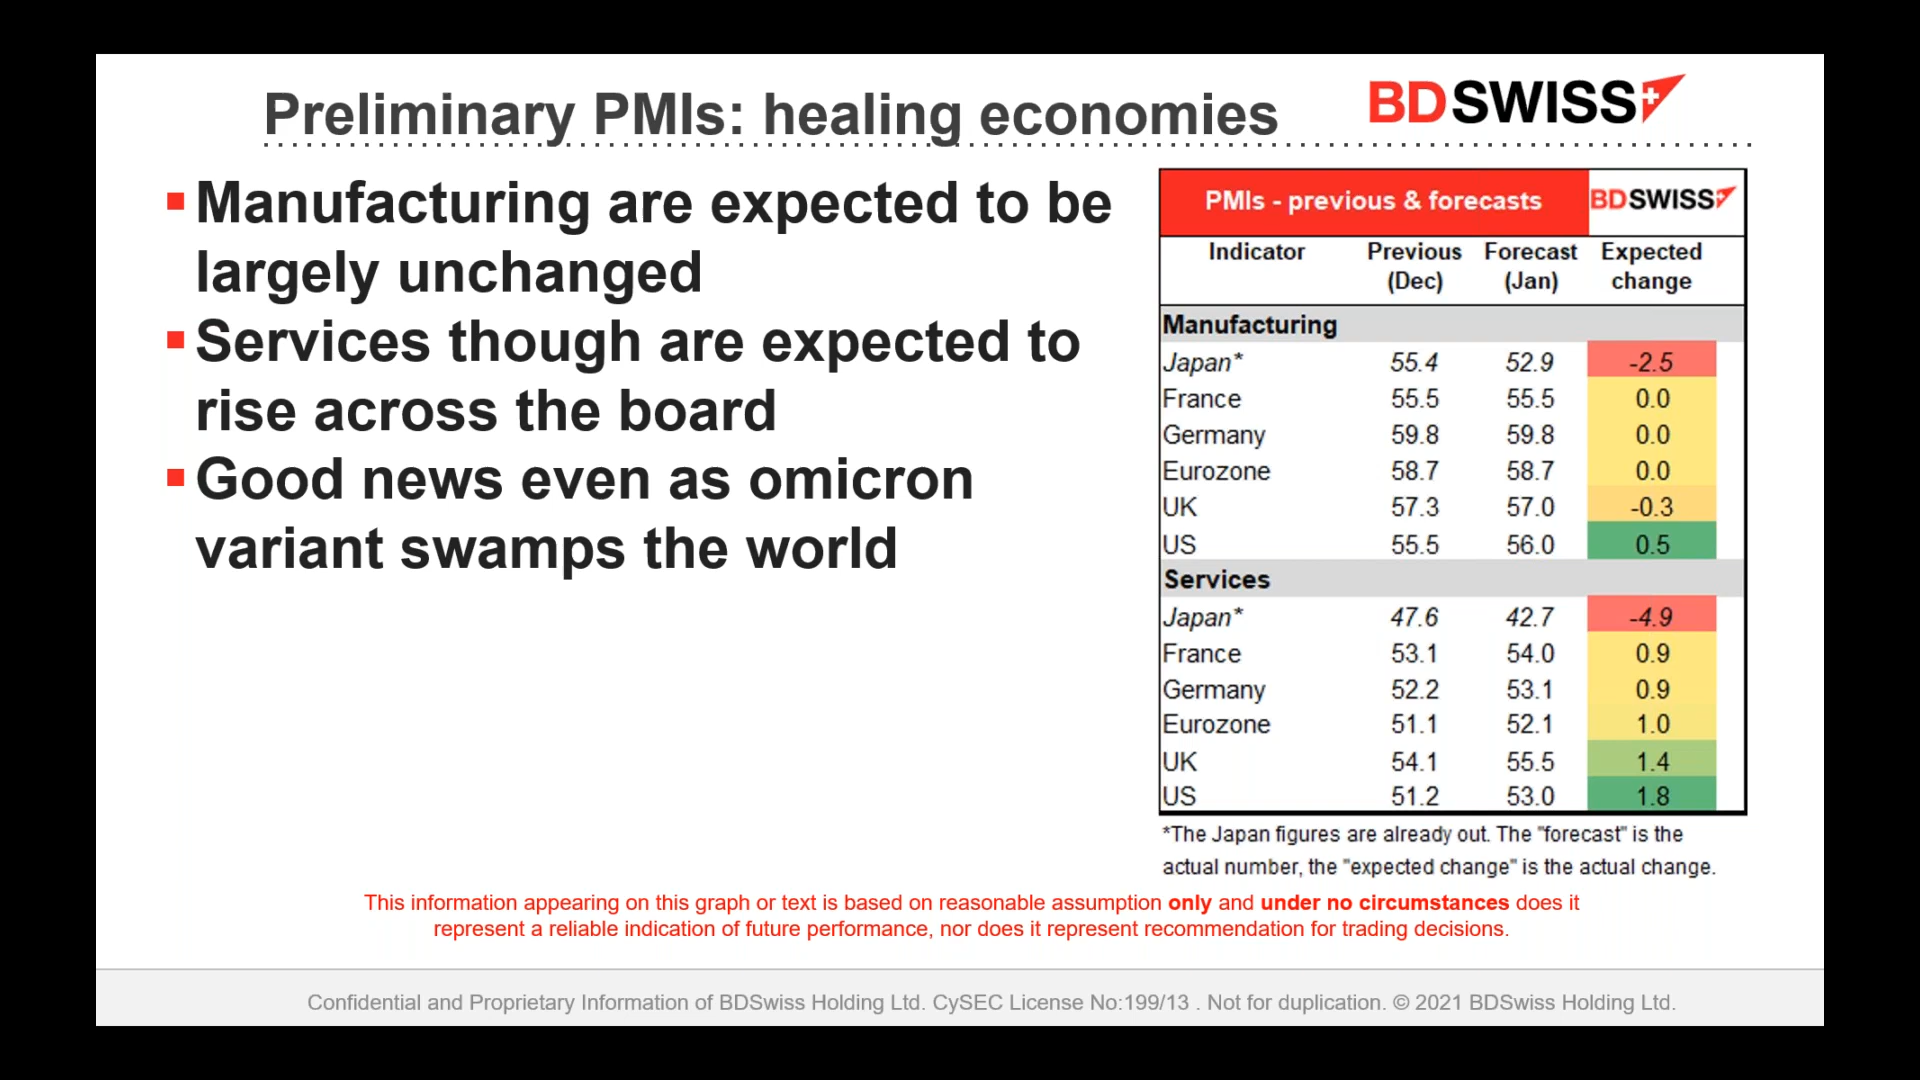 Preliminary PMIs: healing economies
BDSWISS
Manufacturing are expected to be
largely unchanged
Services though are expected to
rise across the board
Good news even as omicron
variant swamps the world
PMIs - previous & forecasts BDSWISS
Indicator Previous Forecast Expected
(Dec) (Jan) change
Manufacturing
Japan* 55.4 52.9 -2.5
France 55.5 55.5 0.0
Germany 59.8 59.8 0.0
Eurozone 58.7 58.7 0.0
UK 57.3 57.0 -0.3
US 55.5 56.0 0.5
Services
Japan* 47.6 42.7 -4.9
France 53.1 54.0 0.9
Germany 52.2 53.1 0.9
Eurozone 51.1 52.1 1.0
UK 54.1 55.5 1.4
US 51.2 53.0 1.8
*The Japan figures are already out. The "forecast" is the
actual number, the "expected change" is the actual change.
This information appearing on this graph or text is based on reasonable assumption only and under no circumstances does it
represent a reliable indication of future performance, nor does it represent recommendation for trading decisions.
Confidential and Proprietary Information of BDSwiss Holding Ltd. CySEC License No:199/13 . Not for duplication. © 2021 BDSwiss Holding Ltd.